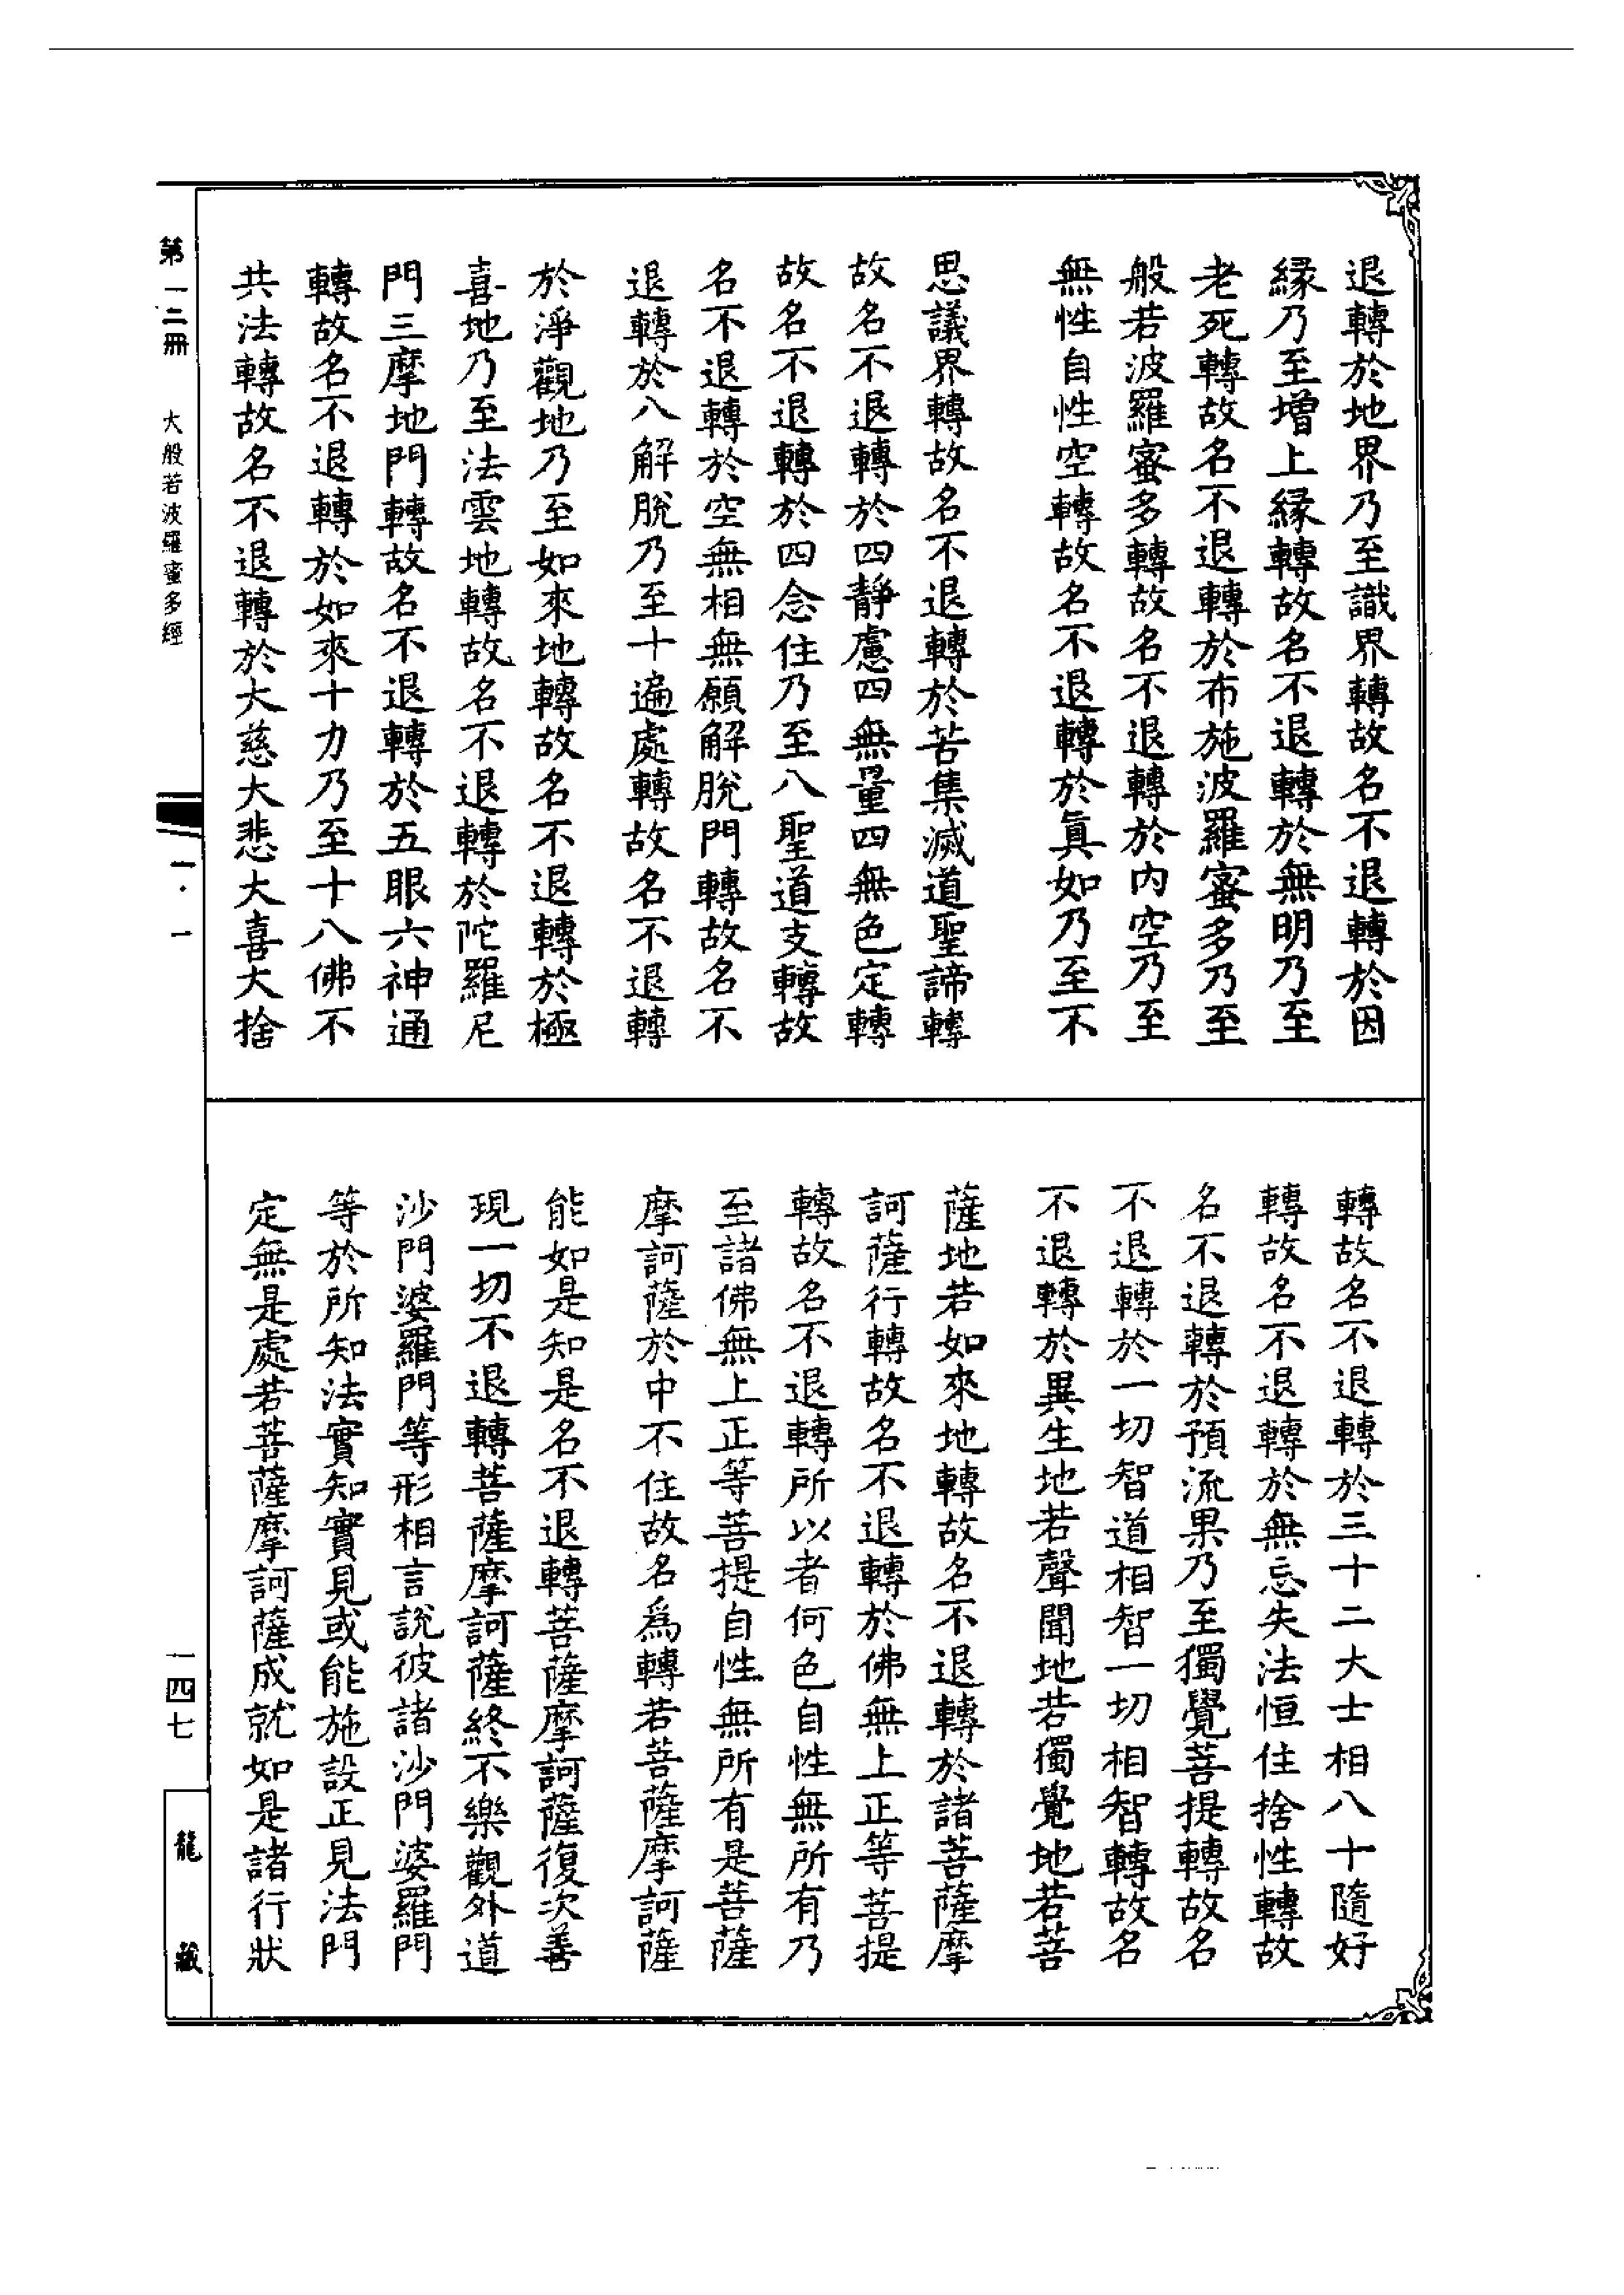 退轉於地界乃至識界轉故名不退轉於因
緣乃至增上緣轉故名不退轉於無明乃至
老死轉故名不退轉於布施波羅蜜多乃至
般若波羅蜜多轉故名不退轉於內空乃至
無性自性空轉故名不退轉於眞如乃至不
思議界轉故名不退轉於苦集滅道聖諦轉
故名不退轉於四靜慮四無量四無色定轉
故名不退轉於四念住乃至八聖道支轉故
名不退轉於空無相無願解脫門轉故名不
退轉於八解脫乃至十遍處轉故名不退轉
於淨觀地乃至如來地轉故名不退轉於極
喜地乃至法雲地轉故名不退轉於陀羅尼
門三摩地門轉故名不退轉於五眼六神通
轉故名不退轉於如來十力乃至十八佛不
共法轉故名不退轉於大慈大悲大喜大捨
轉故名不退轉於三十二大士相八十隨好
轉故名不退轉於無忘失法恒住捨性轉故
名不退轉於預流果乃至獨覺菩提轉故名
不退轉於一切智道相智一切相智轉故名
不退轉於異生地若聲聞地若獨覺地若菩
薩地若如來地轉故名不退轉於諸菩薩摩
訶薩行轉故名不退轉於佛無上正等菩提
轉故名不退轉所以者何色自性無所有乃
至諸佛無上正等菩提自性無所有是菩薩
摩訶薩於中不住故名爲轉若菩薩摩訶薩
能如是知是名不退轉菩薩摩訶薩復次善
現一切不退轉菩薩摩訶薩終不樂觀外道
沙門婆羅門等形相言說彼諸沙門婆羅門
等於所知法實知實見或能施設正見法門
定無是處若菩薩摩訶薩成就如是諸行狀
第一二冊 大般若波羅蜜多經
一·一
一四七
龍藏